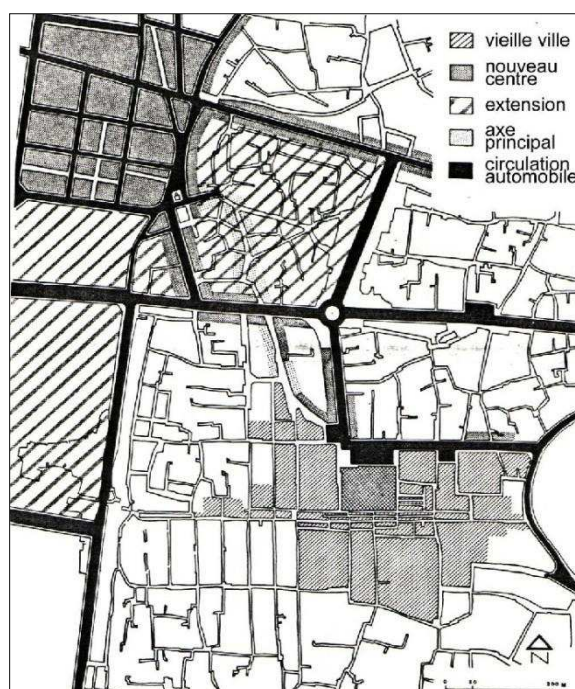 vieille ville
nouveau
centre
extension
axe
principal
circulation
automobile
N